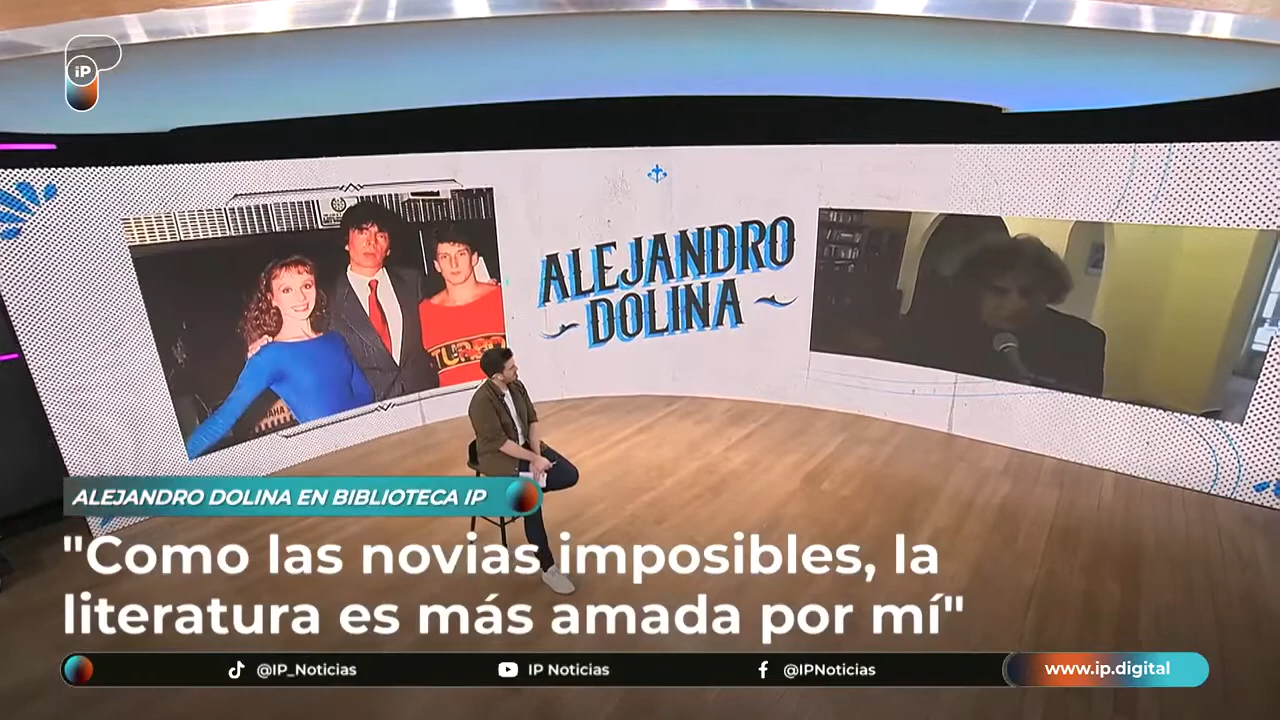 iP
ALEJANDRO
DOLINA
TURBO
ALEJANDRO DOLINA EN BIBLIOTECA IP
"Como las novias imposibles, la
literatura es más amada por mí"
@IP_Noticias
IP Noticias
@IPNoticias
www.ip.digital